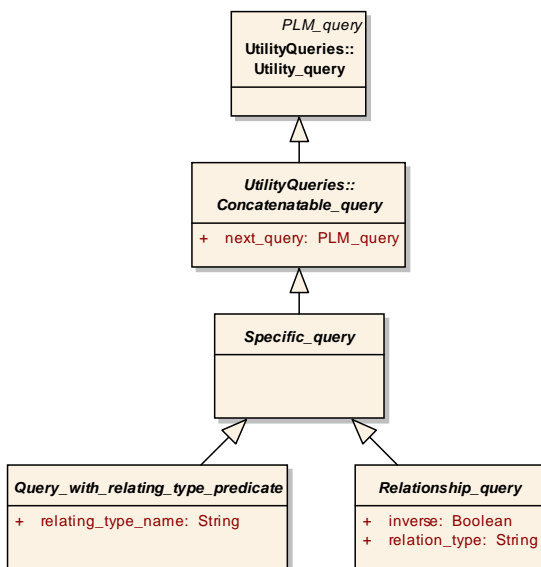 PLM_query
UtilityQueries::
Utility_query
UtilityQueries::
Concatenatable_query
+ next_query: PLM_query
Specific_query
Query_with_relating_type_predicate
+ relating_type_name: String
Relationship_query
+ inverse: Boolean
+ relation_type: String